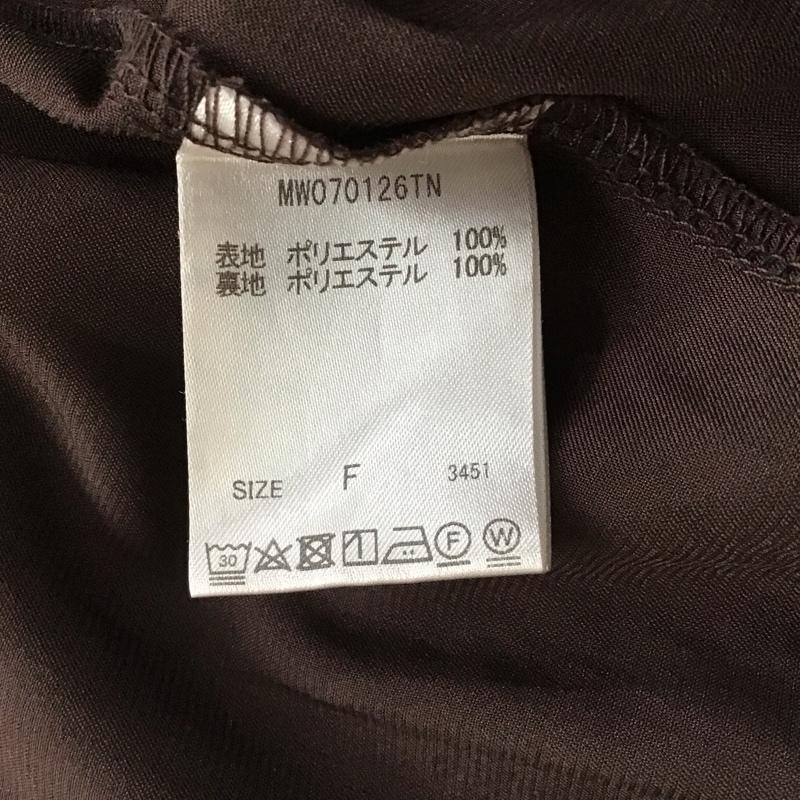 MW070126TN
表地 ポリエステル 100%
裏地 ポリエステル 100%
SIZE F 3451
30 F W